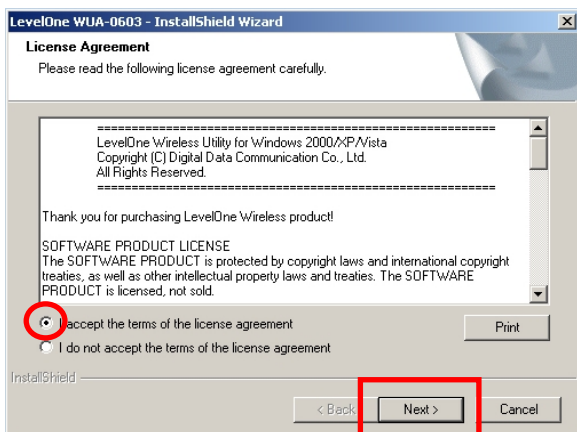 LevelOne WUA-0603 - InstallShield Wizard
License Agreement
Please read the following license agreement carefully.
============================================================
LevelOne Wireless Utility for Windows 2000/XP/Vista
Copyright (C) Digital Data Communication Co., Ltd.
All Rights Reserved.
============================================================
Thank you for purchasing LevelOne Wireless product!
SOFTWARE PRODUCT LICENSE
The SOFTWARE PRODUCT is protected by copyright laws and international copyright
treaties, as well as other intellectual property laws and treaties. The SOFTWARE
PRODUCT is licensed, not sold.
I accept the terms of the license agreement
Print
I do not accept the terms of the license agreement
InstallShield
< Back
Next >
Cancel